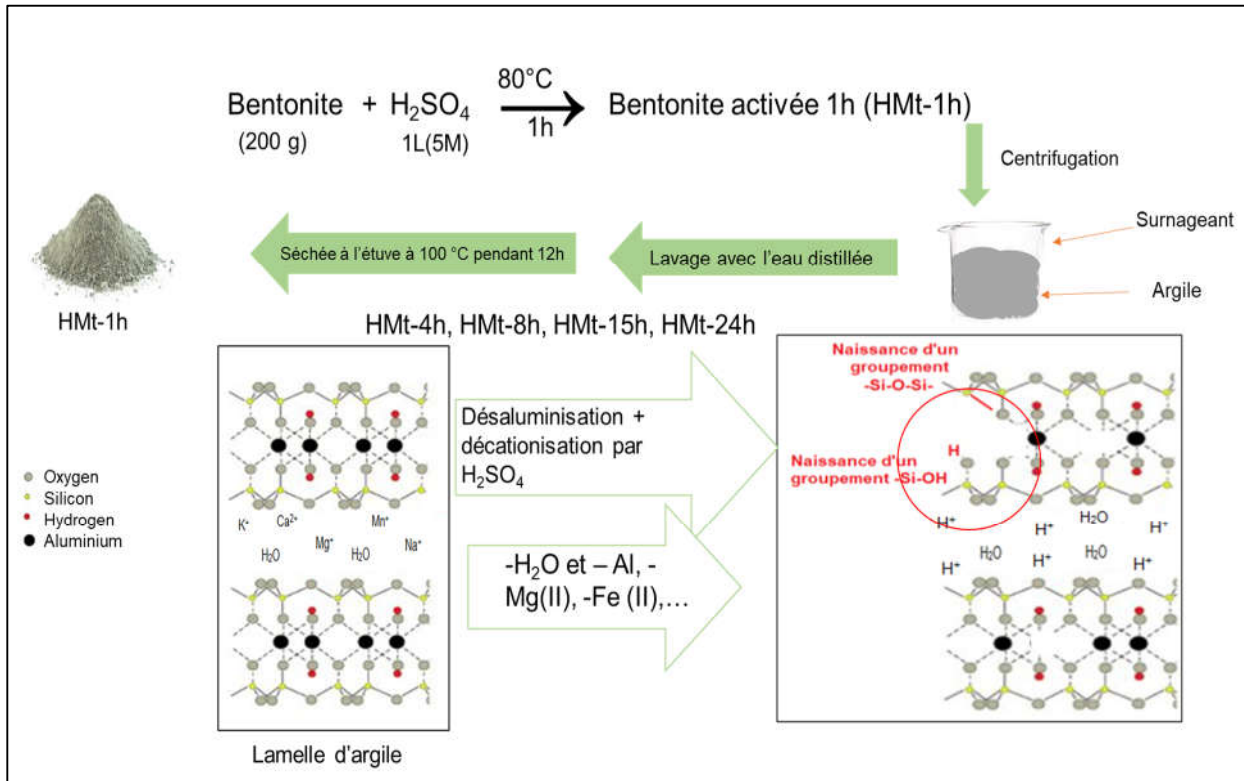 80°C
Bentonite + H₂SO₄ Bentonite activée 1h (HMt-1h)
(200 g) 1L(5M) 1h
Centrifugation
Surnageant
Séchée à l'étuve à 100 °C pendant 12h
Lavage avec l'eau distillée
Argile
HMt-1h
HMt-4h, HMt-8h, HMt-15h, HMt-24h
Naissance d'un
groupement
-Si-O-Si-
Désaluminisation +
décationisation par
H₂SO₄
H
Naissance d'un
groupement -Si-OH
Oxygen
Silicon
Hydrogen
Aluminium
K⁺ Ca²⁺ Mn⁺
H₂O Mg⁺ H₂O Na⁺
H⁺ H⁺ H₂O H⁺
H⁺ H₂O H⁺ H₂O H⁺
-H₂O et – Al, -
Mg(II), -Fe (II),…
Lamelle d'argile